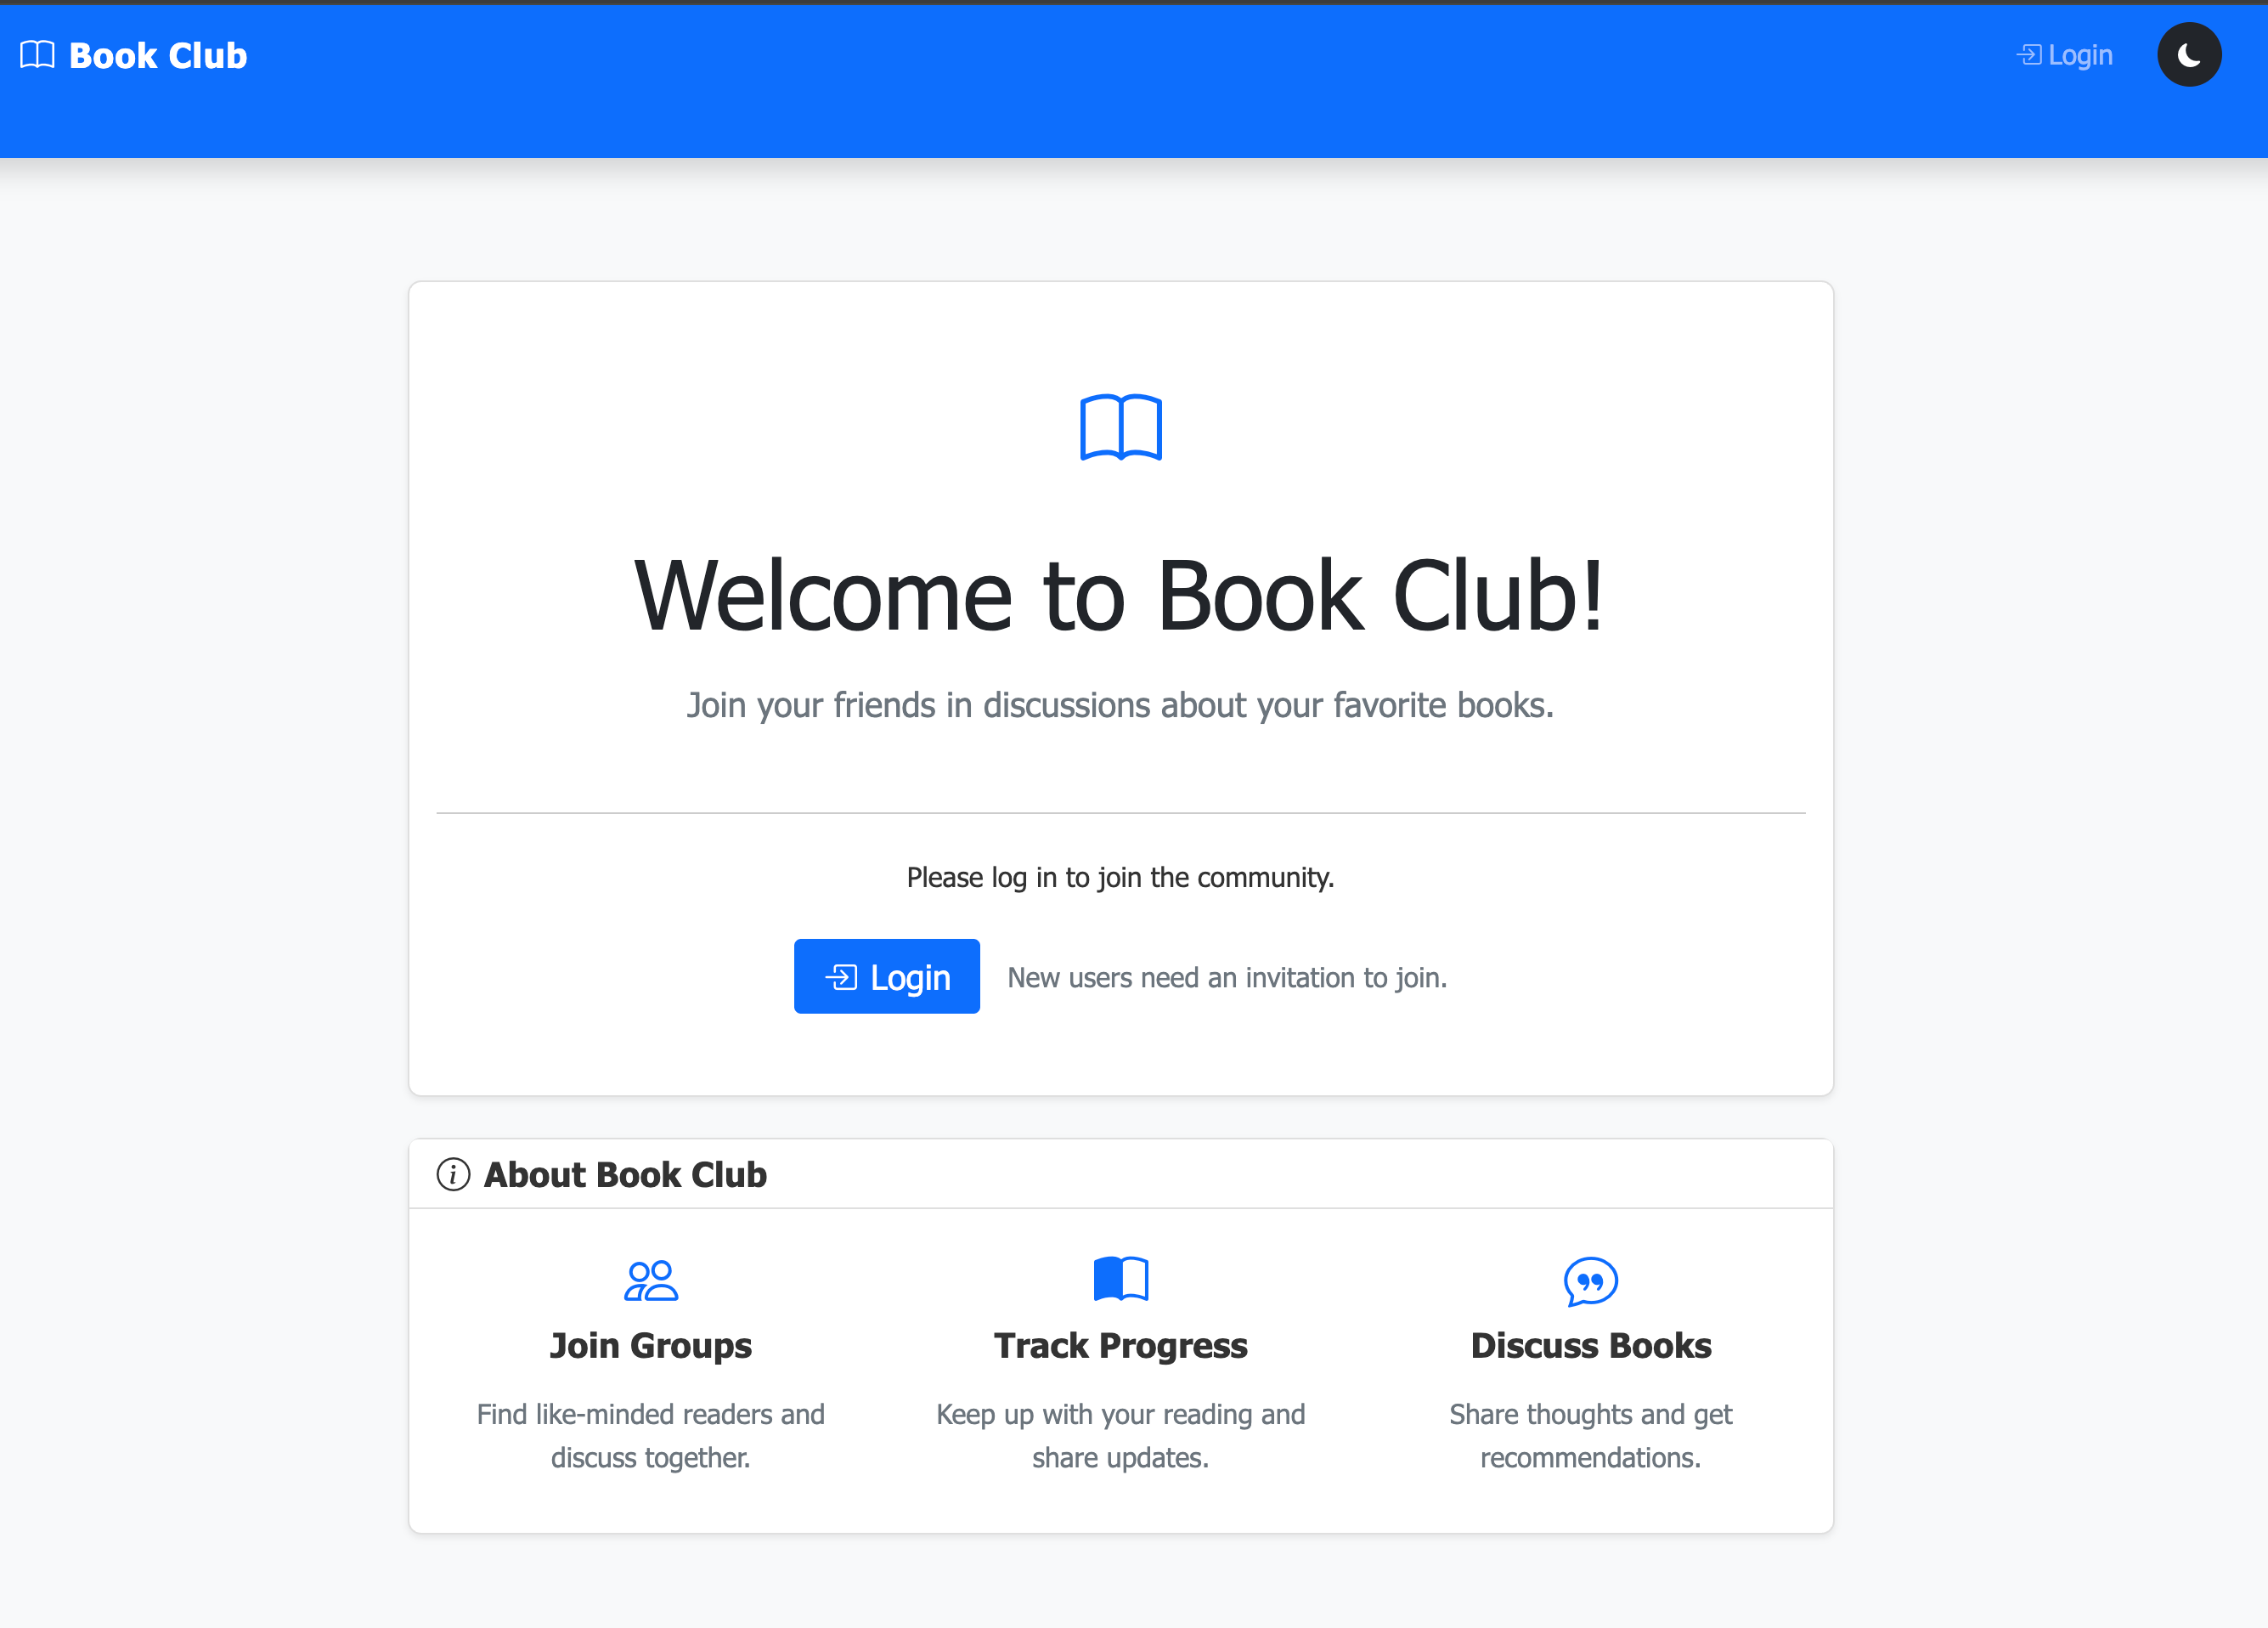 Book Club
Login
Welcome to Book Club!
Join your friends in discussions about your favorite books.
Please log in to join the community.
Login
New users need an invitation to join.
About Book Club
Join Groups
Find like-minded readers and
discuss together.
Track Progress
Keep up with your reading and
share updates.
Discuss Books
Share thoughts and get
recommendations.